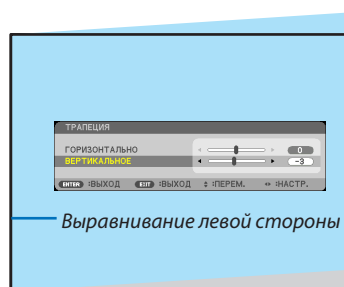 ТРАПЕЦИЯ
ГОРИЗОНТАЛЬНО 0
ВЕРТИКАЛЬНОЕ -3
ENTER :ВЫХОД EXIT :ВЫХОД :ПЕРЕМ. :НАСТР.
Выравнивание левой стороны